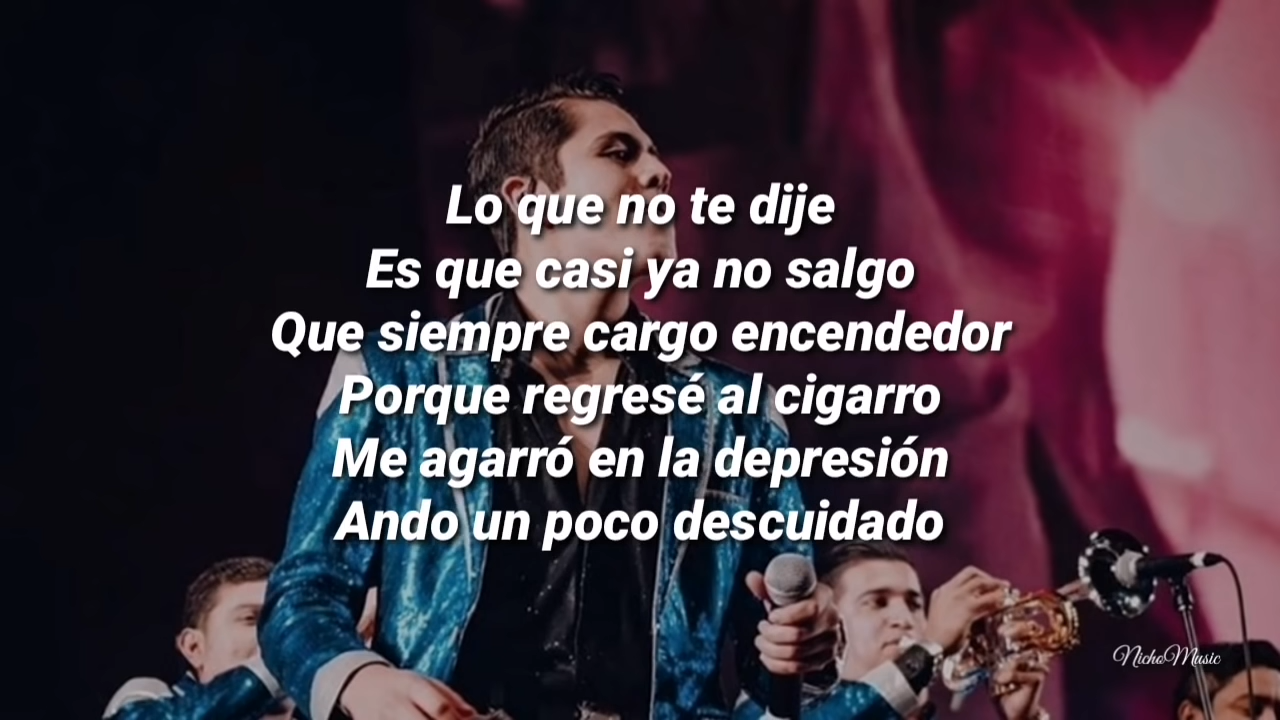 Lo que no te dije
Es que casi ya no salgo
Que siempre cargo encendedor
Porque regresé al cigarro
Me agarró en la depresión
Ando un poco descuidado
NichoMusic